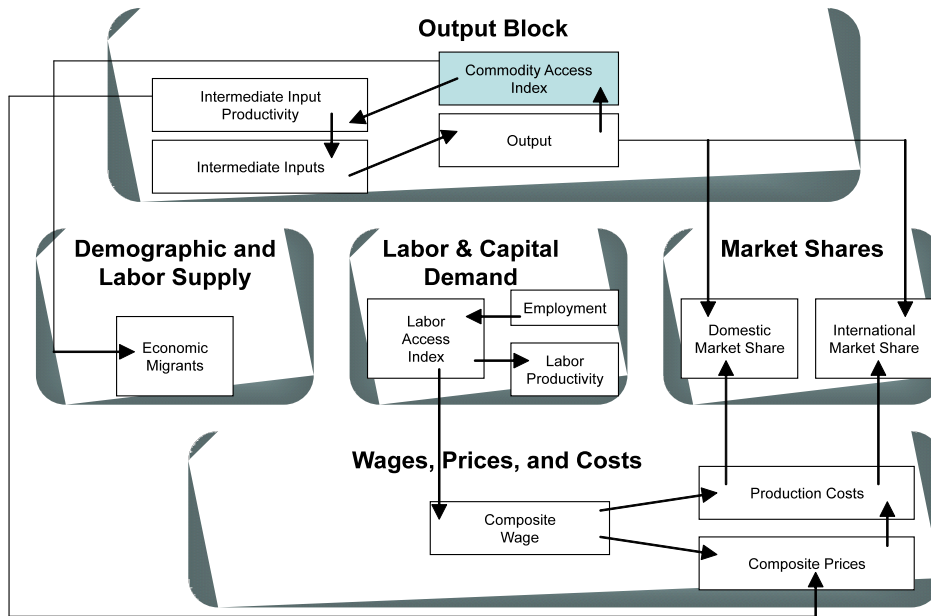 Output Block
Commodity Access
Index
Intermediate Input
Productivity
Output
Intermediate Inputs
Demographic and
Labor Supply
Economic
Migrants
Labor & Capital
Demand
Employment
Labor
Access
Index
Labor
Productivity
Market Shares
Domestic
Market Share
International
Market Share
Wages, Prices, and Costs
Composite
Wage
Production Costs
Composite Prices